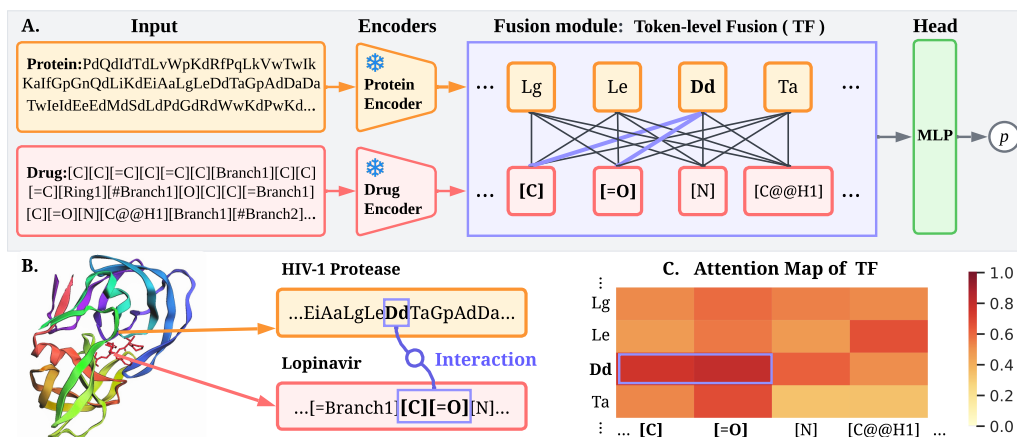 A. Input Encoders Fusion module: Token-level Fusion ( TF ) Head
Protein:PdQdIdTdLvWpKdRfPqLkVwTwIk
KaIfGpGnQdLiKdEiAaLgLeDdTaGpAdDaDa
TwIeIdEeEdMdSdLdPdGdRdWwKdPwKd...
Protein
Encoder
... Lg Le Dd Ta ...
MLP
p
Drug:[C][C][=C][C][=C][C][Branch1][C][C]
[=C][Ring1][#Branch1][O][C][C][=Branch1]
[C][=O][N][C@@H1][Branch1][#Branch2]...
Drug
Encoder
... [C] [=O] [N] [C@@H1] ...
B.
HIV-1 Protease
...EiAaLgLeDdTaGpAdDa...
Interaction
Lopinavir
...[=Branch1][C][=O][N]...
C. Attention Map of TF
...
Lg
Le
Dd
Ta
...
... [C] [=O] [N] [C@@H1] ...
1.0
0.8
0.6
0.4
0.2
0.0